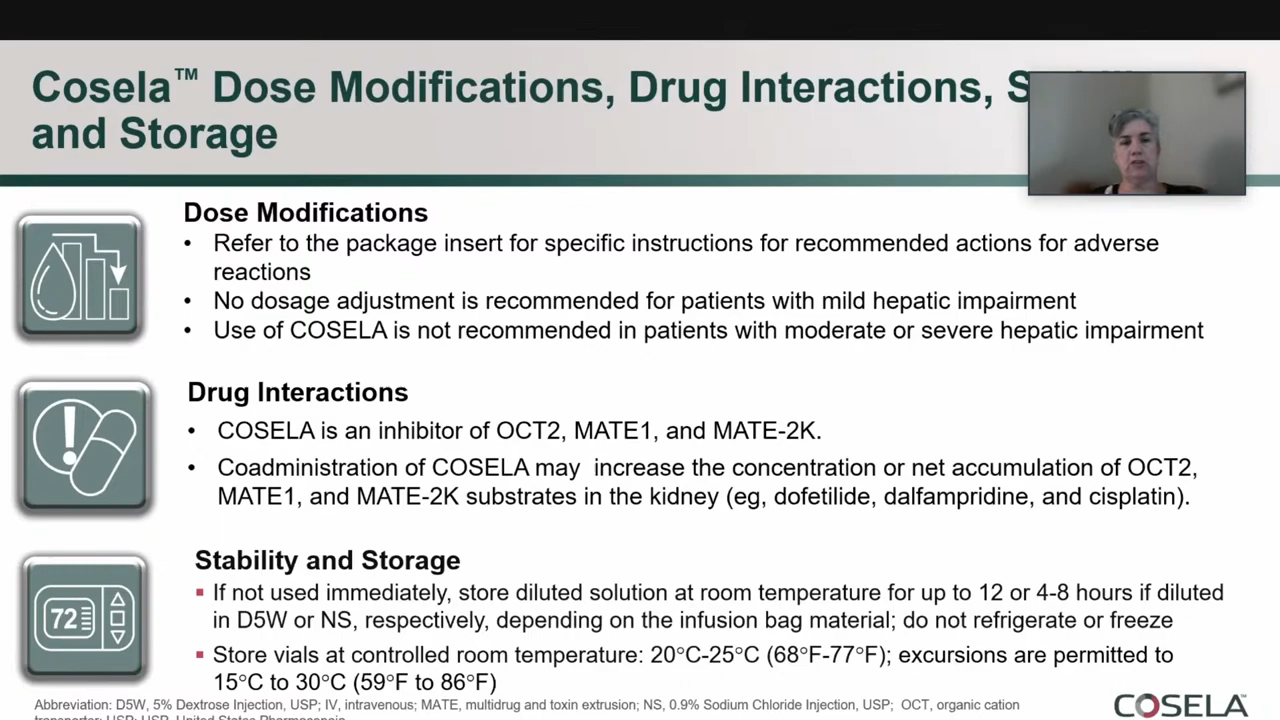 Cosela™ Dose Modifications, Drug Interactions,
and Storage
Dose Modifications
• Refer to the package insert for specific instructions for recommended actions for adverse
reactions
• No dosage adjustment is recommended for patients with mild hepatic impairment
• Use of COSELA is not recommended in patients with moderate or severe hepatic impairment
Drug Interactions
• COSELA is an inhibitor of OCT2, MATE1, and MATE-2K.
• Coadministration of COSELA may increase the concentration or net accumulation of OCT2,
MATE1, and MATE-2K substrates in the kidney (eg, dofetilide, dalfampridine, and cisplatin).
72
Stability and Storage
▪ If not used immediately, store diluted solution at room temperature for up to 12 or 4-8 hours if diluted
in D5W or NS, respectively, depending on the infusion bag material; do not refrigerate or freeze
▪ Store vials at controlled room temperature: 20°C-25°C (68°F-77°F); excursions are permitted to
15°C to 30°C (59°F to 86°F)
Abbreviation: D5W, 5% Dextrose Injection, USP; IV, intravenous; MATE, multidrug and toxin extrusion; NS, 0.9% Sodium Chloride Injection, USP; OCT, organic cation
COSELA™